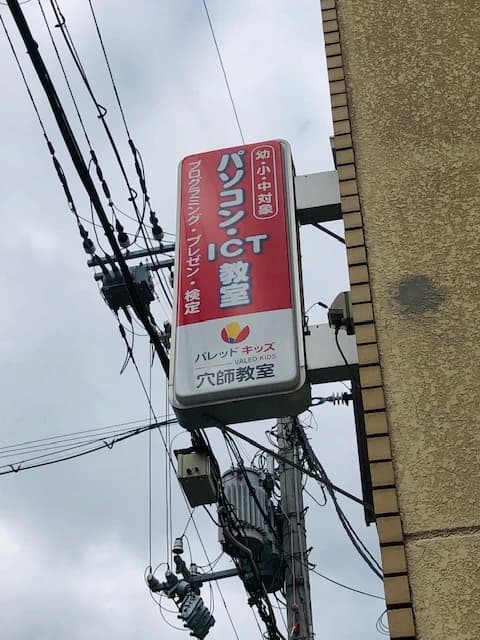 幼・小・中対象
パソコン・ICT教室
プログラミング・プレゼン・検定
バレッドキッズ
VALED KIDS
穴師教室